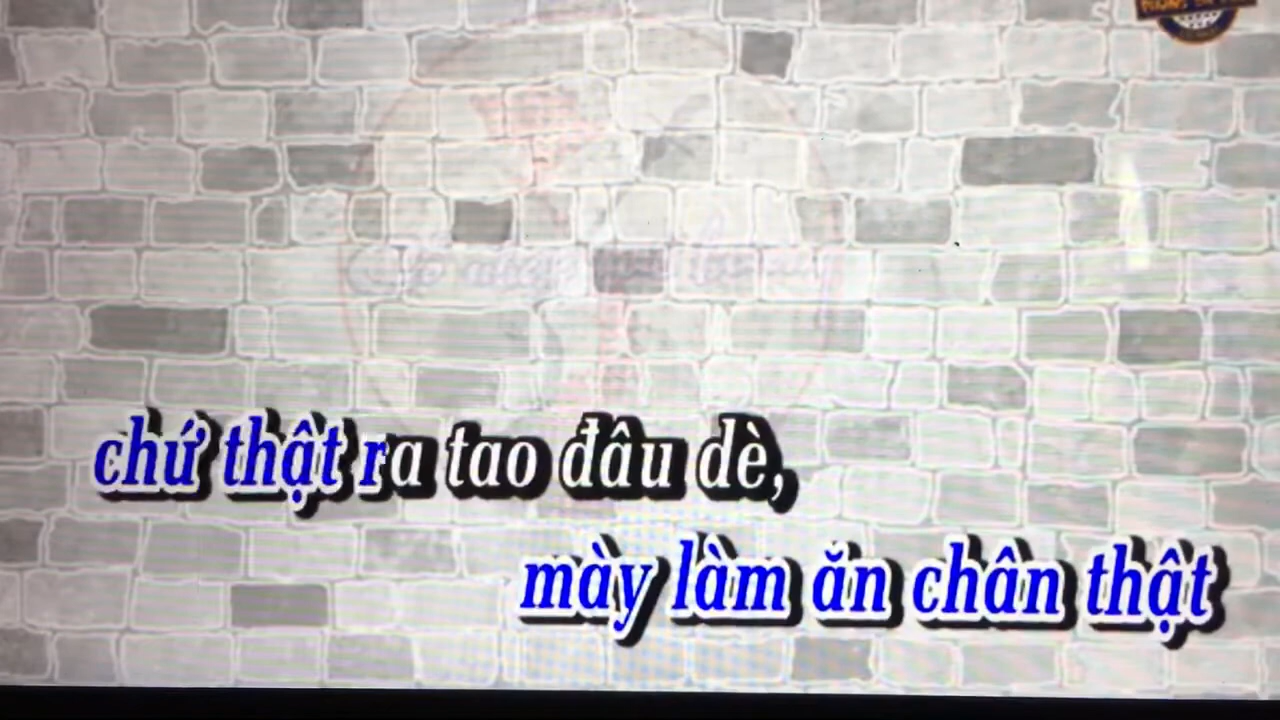 chứ thật ra tao đâu dè,
mày làm ăn chân thật